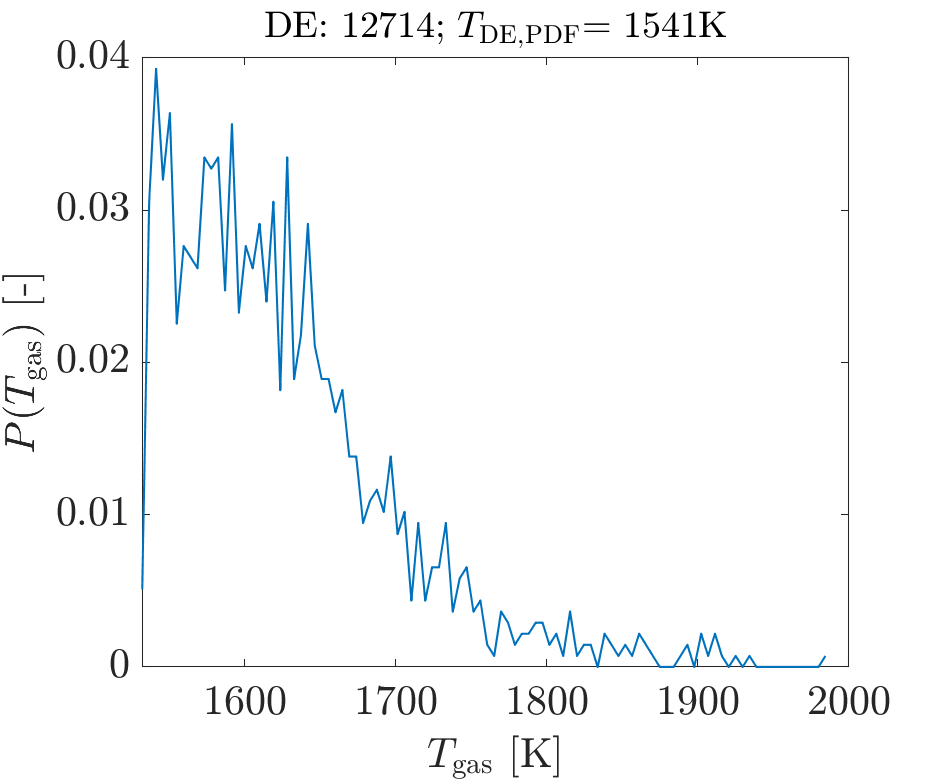 DE: 12714; T_DE,PDF= 1541K
0.04
0.03
0.02
0.01
0
P(T_gas) [-]
1600 1700 1800 1900 2000
T_gas [K]